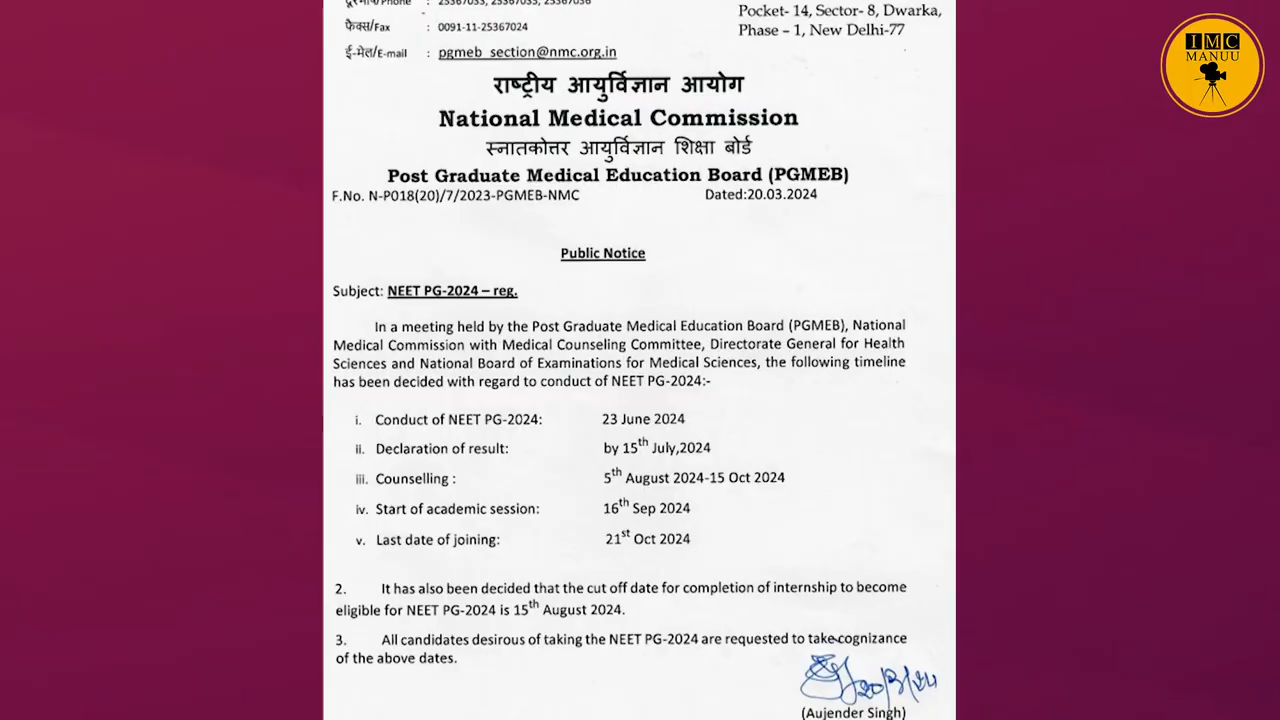 दूरभाष/Phone : 25367033, 25367035, 25367036
फैक्स/Fax : 0091-11-25367024
ई-मेल/E-mail : pgmeb_section@nmc.org.in
Pocket- 14, Sector- 8, Dwarka,
Phase – 1, New Delhi-77
IMC
MANUU
राष्ट्रीय आयुर्विज्ञान आयोग
National Medical Commission
स्नातकोत्तर आयुर्विज्ञान शिक्षा बोर्ड
Post Graduate Medical Education Board (PGMEB)
F.No. N-P018(20)/7/2023-PGMEB-NMC Dated:20.03.2024
Public Notice
Subject: NEET PG-2024 – reg.
In a meeting held by the Post Graduate Medical Education Board (PGMEB), National
Medical Commission with Medical Counseling Committee, Directorate General for Health
Sciences and National Board of Examinations for Medical Sciences, the following timeline
has been decided with regard to conduct of NEET PG-2024:-
i. Conduct of NEET PG-2024: 23 June 2024
ii. Declaration of result: by 15th July,2024
iii. Counselling : 5th August 2024-15 Oct 2024
iv. Start of academic session: 16th Sep 2024
v. Last date of joining: 21st Oct 2024
2. It has also been decided that the cut off date for completion of internship to become
eligible for NEET PG-2024 is 15th August 2024.
3. All candidates desirous of taking the NEET PG-2024 are requested to take cognizance
of the above dates.
20/3/24
(Aujender Singh)